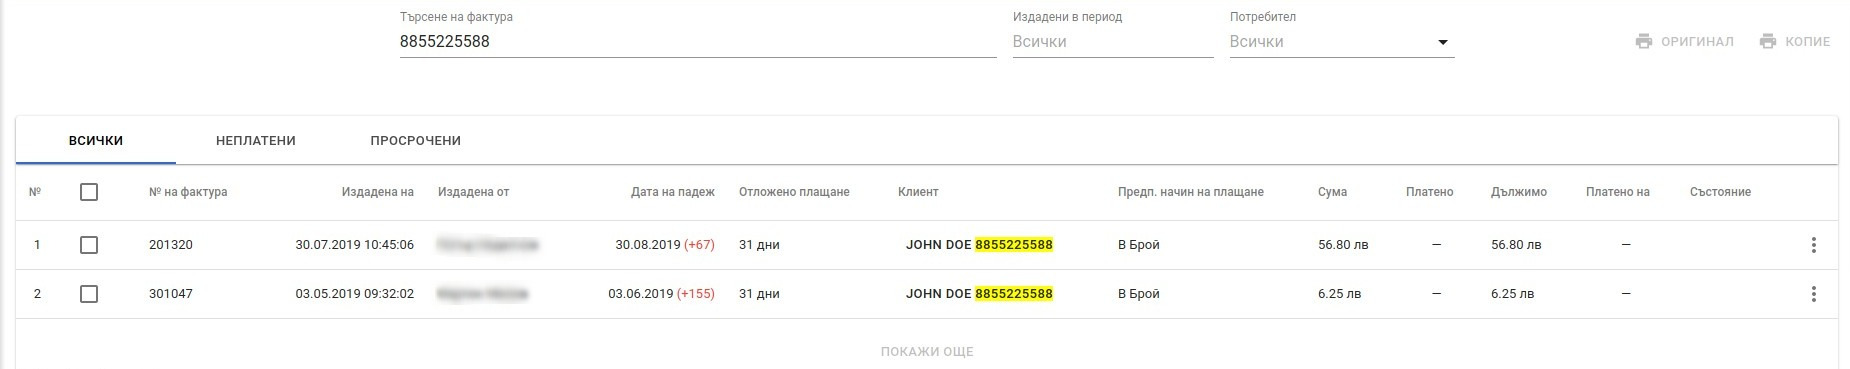 Търсене на фактура Издадени в период Потребител
8855225588 Всички Всички ОРИГИНАЛ КОПИЕ
ВСИЧКИ НЕПЛАТЕНИ ПРОСРОЧЕНИ
№ № на фактура Издадена на Издадена от Дата на падеж Отложено плащане Клиент Предп. начин на плащане Сума Платено Дължимо Платено на Състояние
1 201320 30.07.2019 10:45:06 30.08.2019 (+67) 31 дни JOHN DOE 8855225588 В Брой 56.80 лв – 56.80 лв –
2 301047 03.05.2019 09:32:02 03.06.2019 (+155) 31 дни JOHN DOE 8855225588 В Брой 6.25 лв – 6.25 лв –
ПОКАЖИ ОЩЕ